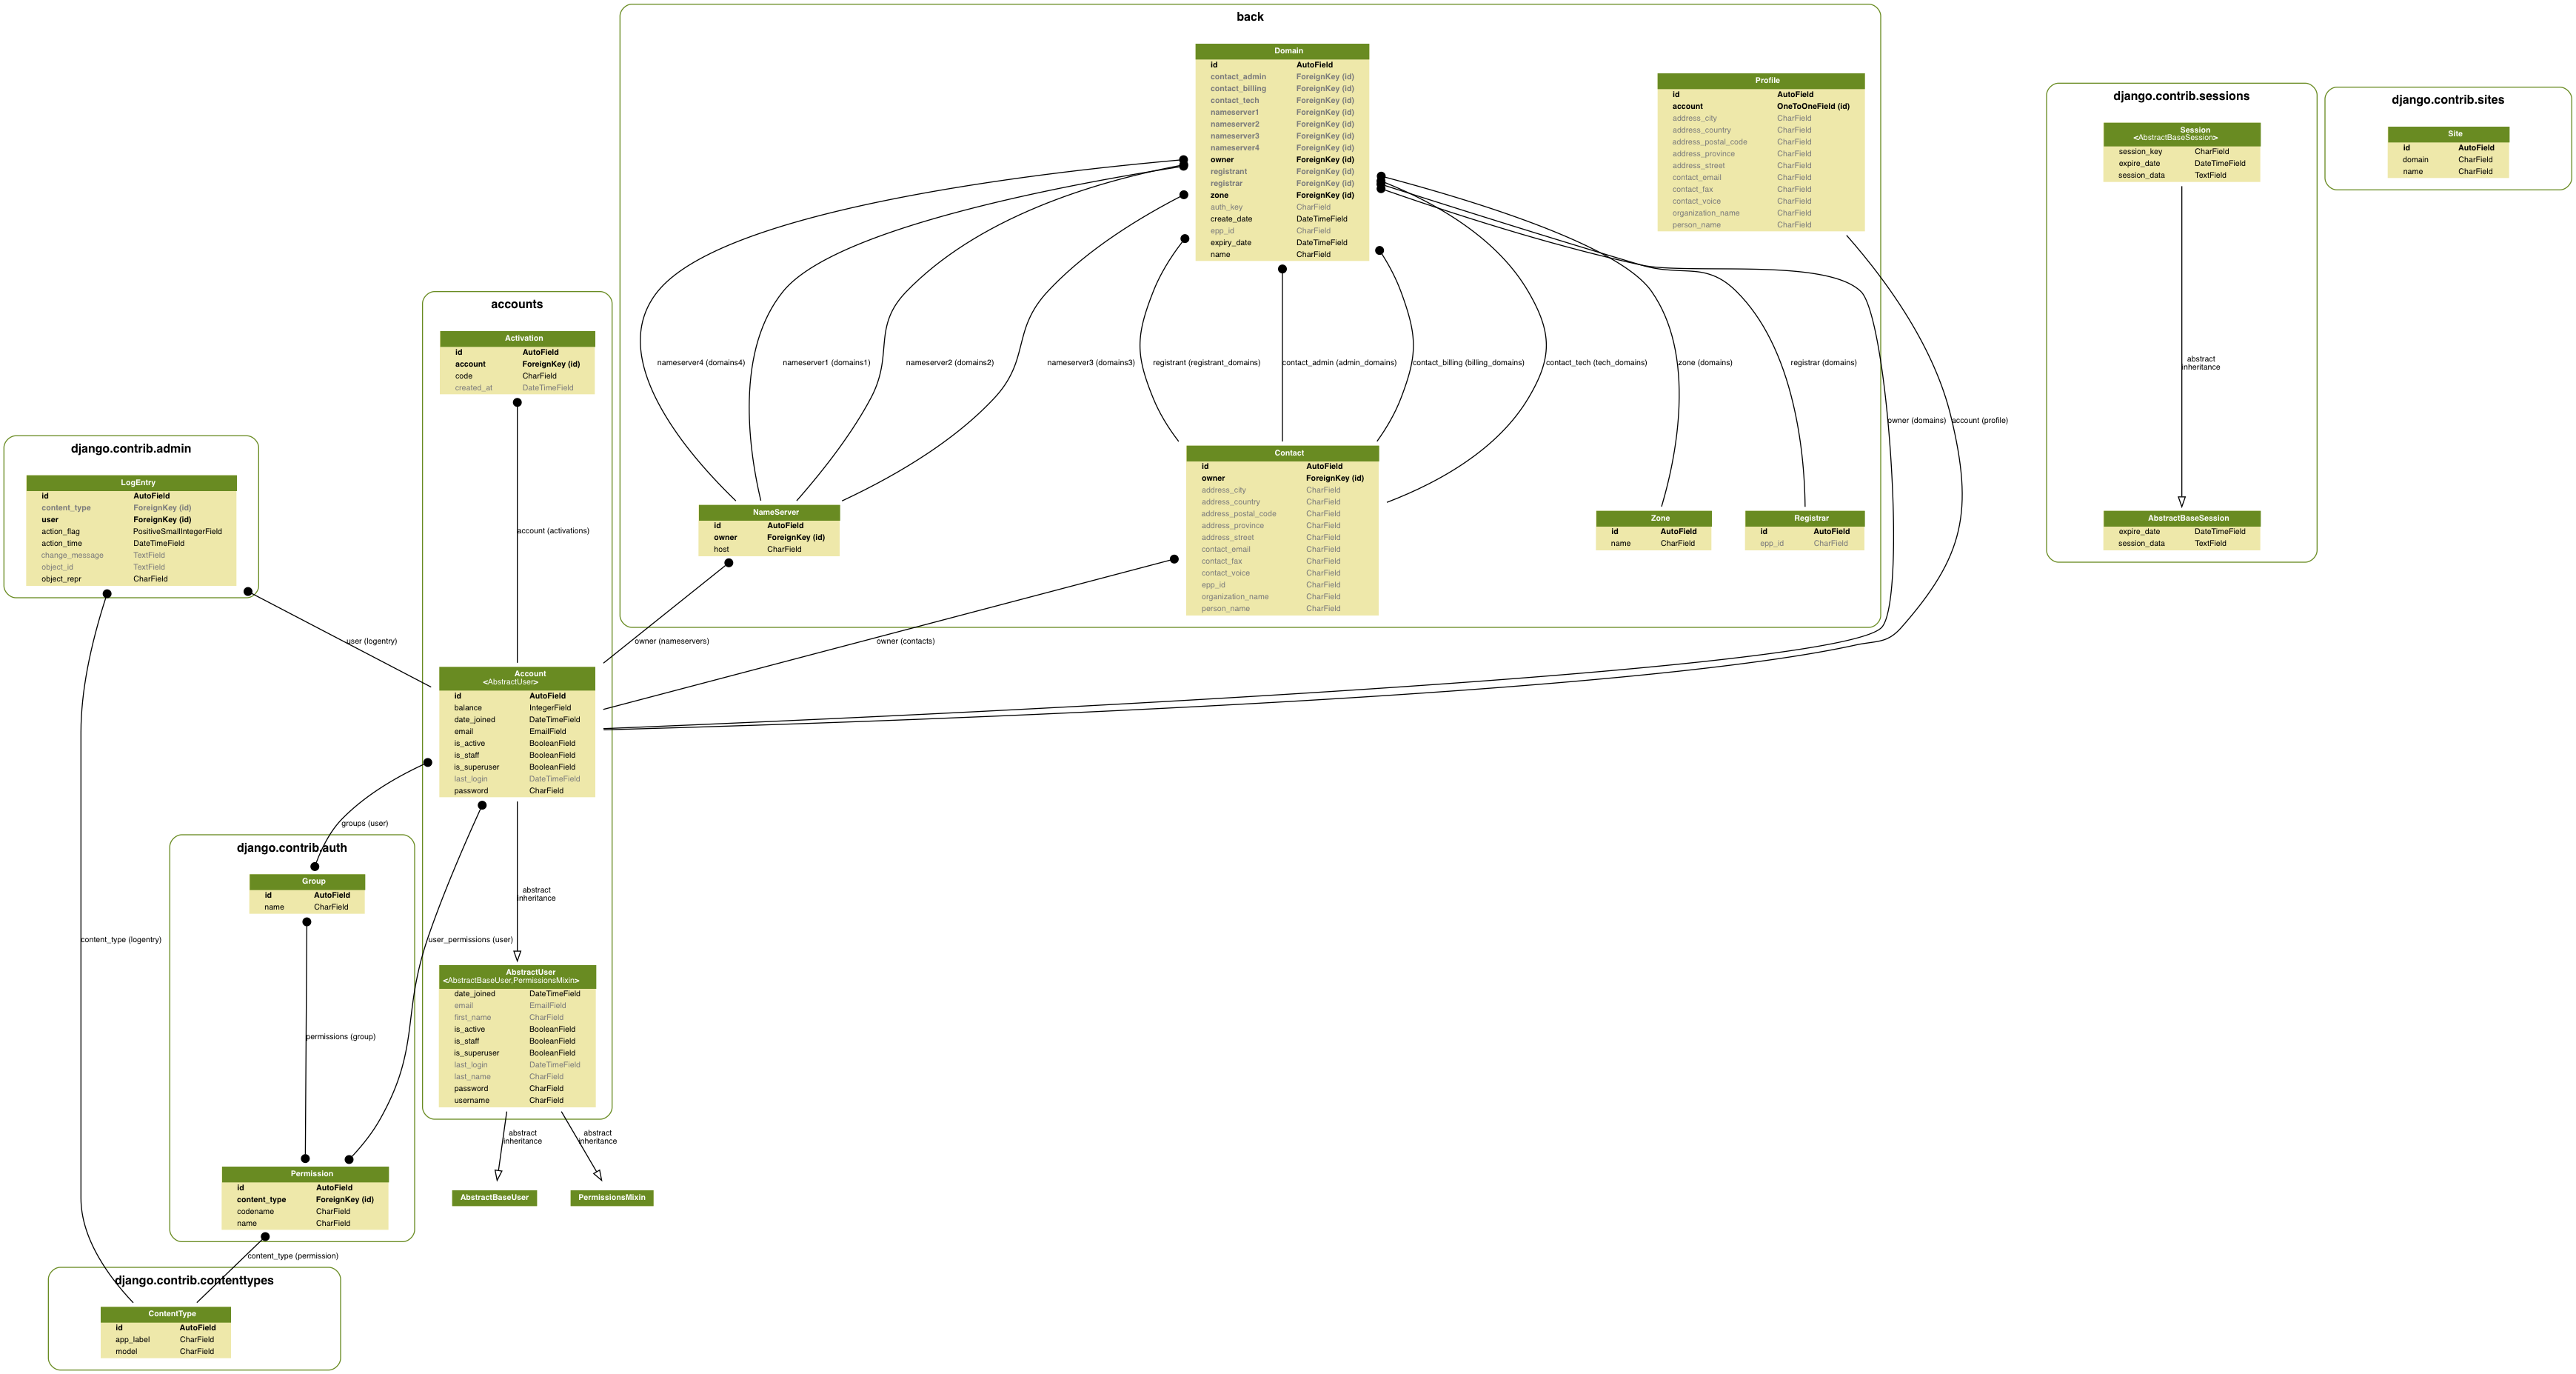 back
Domain
id AutoField
contact_admin ForeignKey (id)
contact_billing ForeignKey (id)
contact_tech ForeignKey (id)
nameserver1 ForeignKey (id)
nameserver2 ForeignKey (id)
nameserver3 ForeignKey (id)
nameserver4 ForeignKey (id)
owner ForeignKey (id)
registrant ForeignKey (id)
registrar ForeignKey (id)
zone ForeignKey (id)
auth_key CharField
create_date DateTimeField
epp_id CharField
expiry_date DateTimeField
name CharField
Profile
id AutoField
account OneToOneField (id)
address_city CharField
address_country CharField
address_postal_code CharField
address_province CharField
address_street CharField
contact_email CharField
contact_fax CharField
contact_voice CharField
organization_name CharField
person_name CharField
django.contrib.sessions
Session
<AbstractBaseSession>
session_key CharField
expire_date DateTimeField
session_data TextField
abstract
inheritance
AbstractBaseSession
expire_date DateTimeField
session_data TextField
django.contrib.sites
Site
id AutoField
domain CharField
name CharField
accounts
Activation
id AutoField
account ForeignKey (id)
code CharField
created_at DateTimeField
account (activations)
nameserver4 (domains4)
nameserver1 (domains1)
nameserver2 (domains2)
nameserver3 (domains3)
registrant (registrant_domains)
contact_admin (admin_domains)
contact_billing (billing_domains)
contact_tech (tech_domains)
zone (domains)
registrar (domains)
owner (domains)
account (profile)
NameServer
id AutoField
owner ForeignKey (id)
host CharField
Contact
id AutoField
owner ForeignKey (id)
address_city CharField
address_country CharField
address_postal_code CharField
address_province CharField
address_street CharField
contact_email CharField
contact_fax CharField
contact_voice CharField
epp_id CharField
organization_name CharField
person_name CharField
Zone
id AutoField
name CharField
Registrar
id AutoField
epp_id CharField
django.contrib.admin
LogEntry
id AutoField
content_type ForeignKey (id)
user ForeignKey (id)
action_flag PositiveSmallIntegerField
action_time DateTimeField
change_message TextField
object_id TextField
object_repr CharField
user (logentry)
owner (nameservers)
owner (contacts)
Account
<AbstractUser>
id AutoField
balance IntegerField
date_joined DateTimeField
email EmailField
is_active BooleanField
is_staff BooleanField
is_superuser BooleanField
last_login DateTimeField
password CharField
groups (user)
abstract
inheritance
user_permissions (user)
content_type (logentry)
django.contrib.auth
Group
id AutoField
name CharField
permissions (group)
AbstractUser
<AbstractBaseUser,PermissionsMixin>
date_joined DateTimeField
email EmailField
first_name CharField
is_active BooleanField
is_staff BooleanField
is_superuser BooleanField
last_login DateTimeField
last_name CharField
password CharField
username CharField
abstract
inheritance
abstract
inheritance
AbstractBaseUser
PermissionsMixin
Permission
id AutoField
content_type ForeignKey (id)
codename CharField
name CharField
content_type (permission)
django.contrib.contenttypes
ContentType
id AutoField
app_label CharField
model CharField